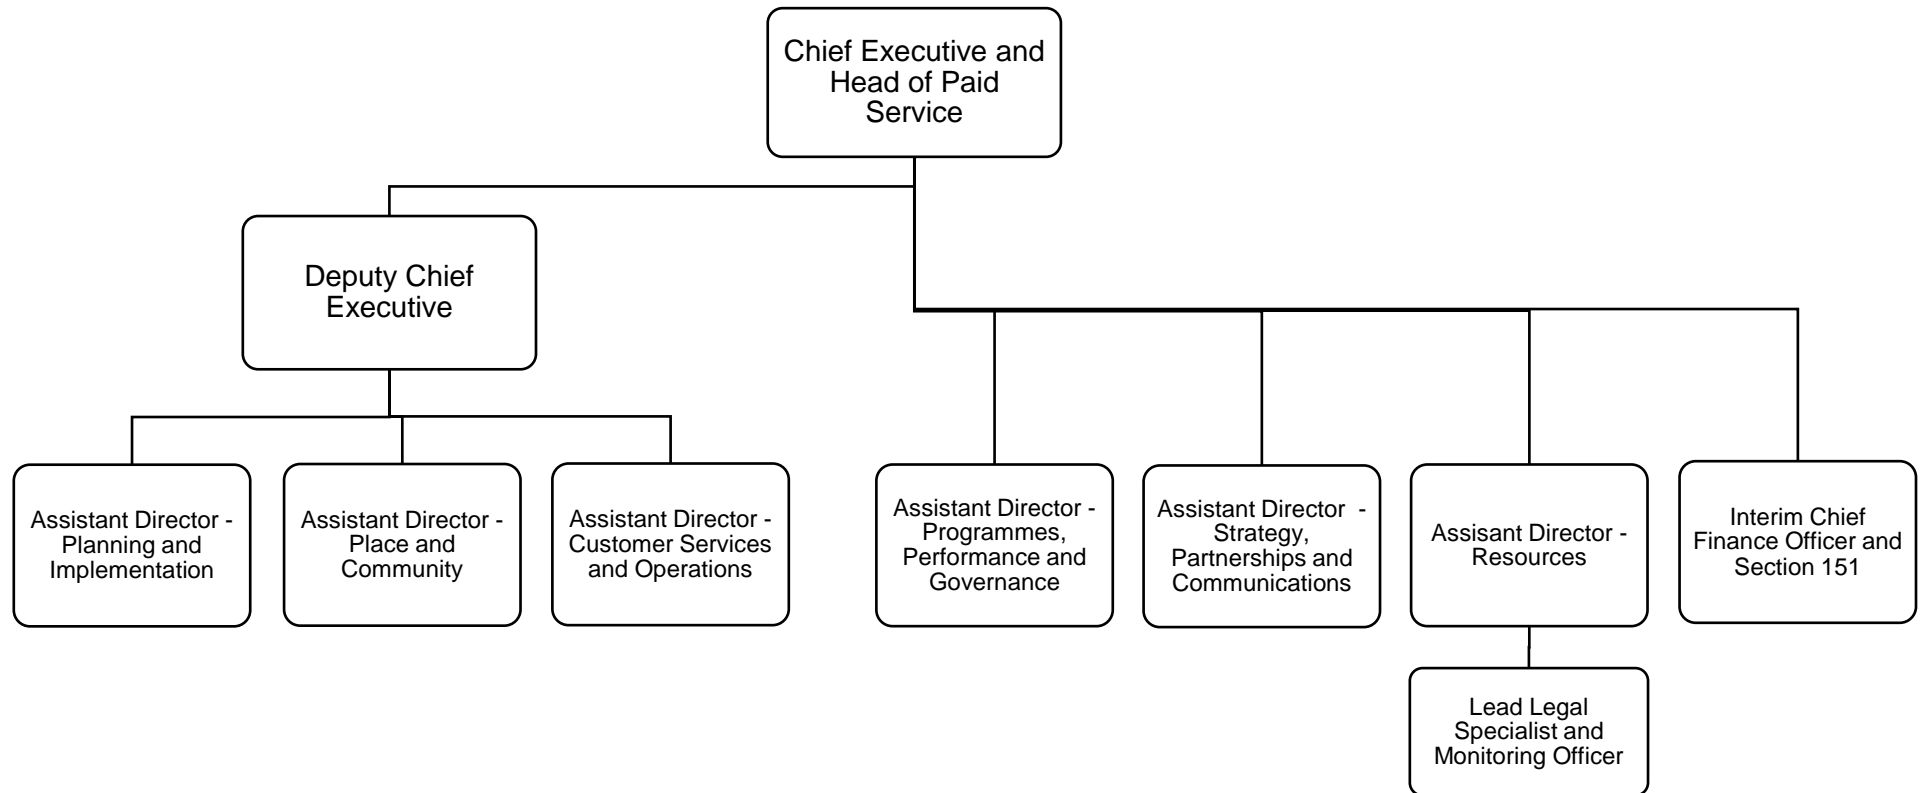 Chief Executive and
Head of Paid
Service
Deputy Chief
Executive
Assistant Director -
Planning and
Implementation
Assistant Director -
Place and
Community
Assistant Director -
Customer Services
and Operations
Assistant Director -
Programmes,
Performance and
Governance
Assistant Director  -
Strategy,
Partnerships and
Communications
Assisant Director -
Resources
Interim Chief
Finance Officer and
Section 151
Lead Legal
Specialist and
Monitoring Officer